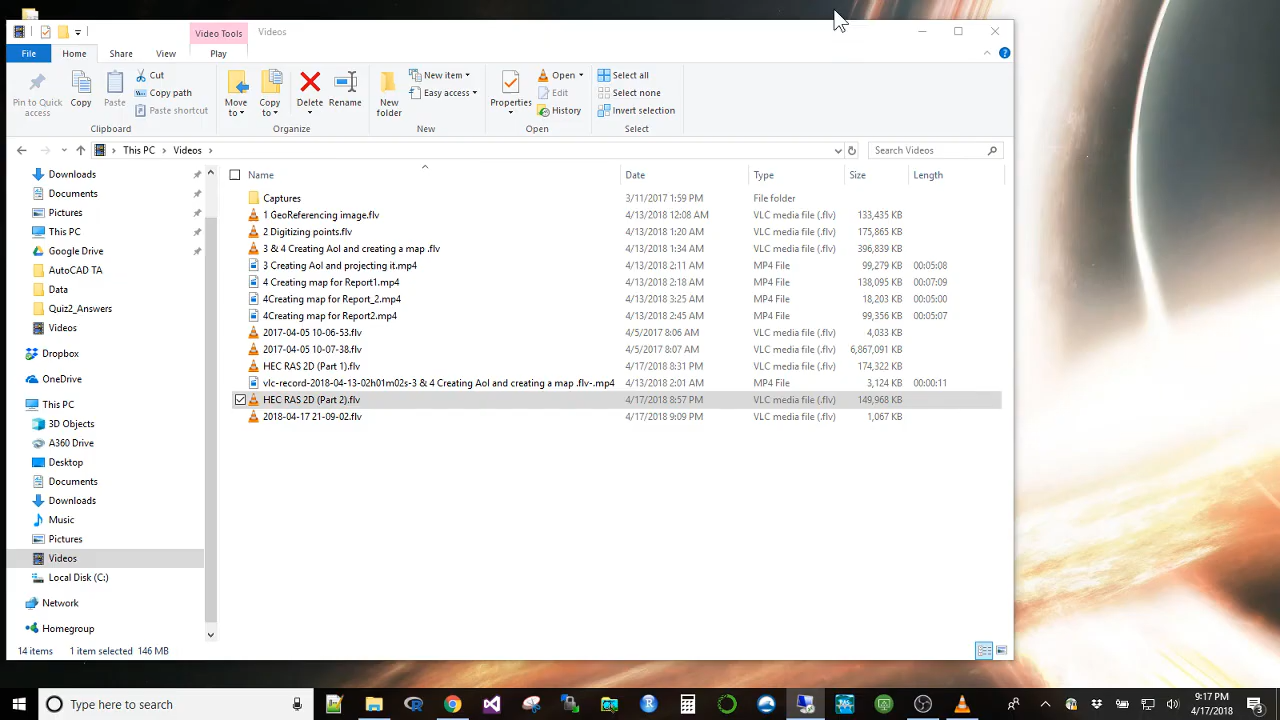 Video Tools Videos
File Home Share View Play
Pin to Quick access
Copy
Paste
Cut
Copy path
Paste shortcut
Clipboard
Move to
Copy to
Delete
Rename
Organize
New folder
New item
Easy access
New
Properties
Open
Edit
History
Open
Select all
Select none
Invert selection
Select
This PC Videos
Search Videos
Downloads
Documents
Pictures
This PC
Google Drive
AutoCAD TA
Data
Quiz2_Answers
Videos
Dropbox
OneDrive
This PC
3D Objects
A360 Drive
Desktop
Documents
Downloads
Music
Pictures
Videos
Local Disk (C:)
Network
Homegroup
Name Date Type Size Length
Captures 3/11/2017 1:59 PM File folder
1 GeoReferencing image.flv 4/13/2018 12:08 AM VLC media file (.flv) 133,435 KB
2 Digitizing points.flv 4/13/2018 1:20 AM VLC media file (.flv) 175,865 KB
3 & 4 Creating AoI and creating a map .flv 4/13/2018 1:34 AM VLC media file (.flv) 396,839 KB
3 Creating AoI and projecting it.mp4 4/13/2018 2:11 AM MP4 File 99,279 KB 00:05:08
4 Creating map for Report1.mp4 4/13/2018 2:18 AM MP4 File 138,095 KB 00:07:09
4Creating map for Report_2.mp4 4/13/2018 3:25 AM MP4 File 18,203 KB 00:05:00
4Creating map for Report2.mp4 4/13/2018 2:45 AM MP4 File 99,356 KB 00:05:07
2017-04-05 10-06-53.flv 4/5/2017 8:06 AM VLC media file (.flv) 4,033 KB
2017-04-05 10-07-38.flv 4/5/2017 8:07 AM VLC media file (.flv) 6,867,091 KB
HEC RAS 2D (Part 1).flv 4/17/2018 8:31 PM VLC media file (.flv) 174,322 KB
vlc-record-2018-04-13-02h01m02s-3 & 4 Creating AoI and creating a map .flv-.mp4 4/13/2018 2:01 AM MP4 File 3,124 KB 00:00:11
HEC RAS 2D (Part 2).flv 4/17/2018 8:57 PM VLC media file (.flv) 149,968 KB
2018-04-17 21-09-02.flv 4/17/2018 9:09 PM VLC media file (.flv) 1,067 KB
14 items 1 item selected 146 MB
Type here to search
9:17 PM
4/17/2018